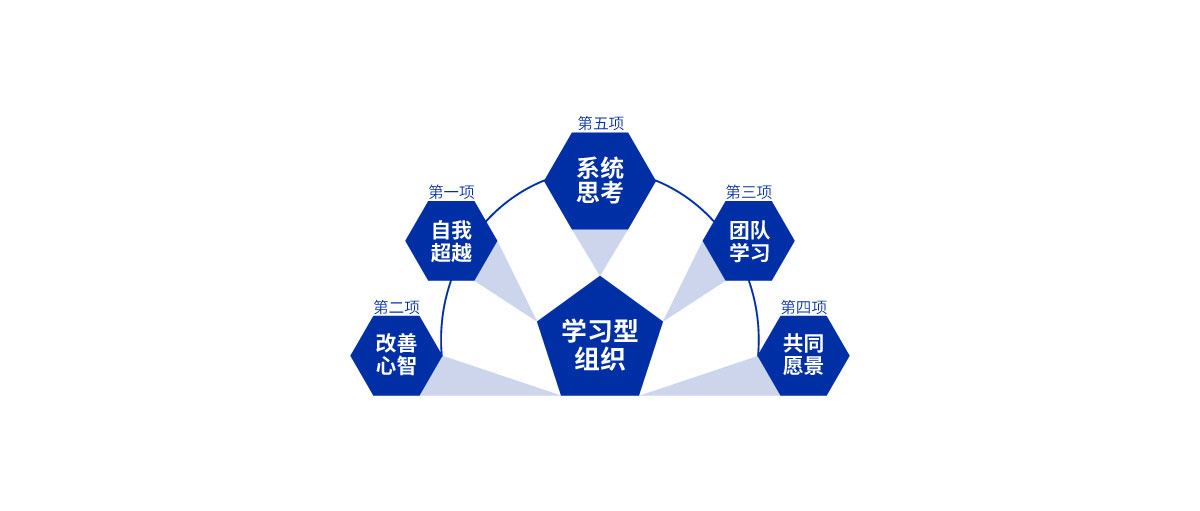 第五项
系统
思考
第一项
自我
超越
第三项
团队
学习
第二项
改善
心智
第四项
共同
愿景
学习型
组织